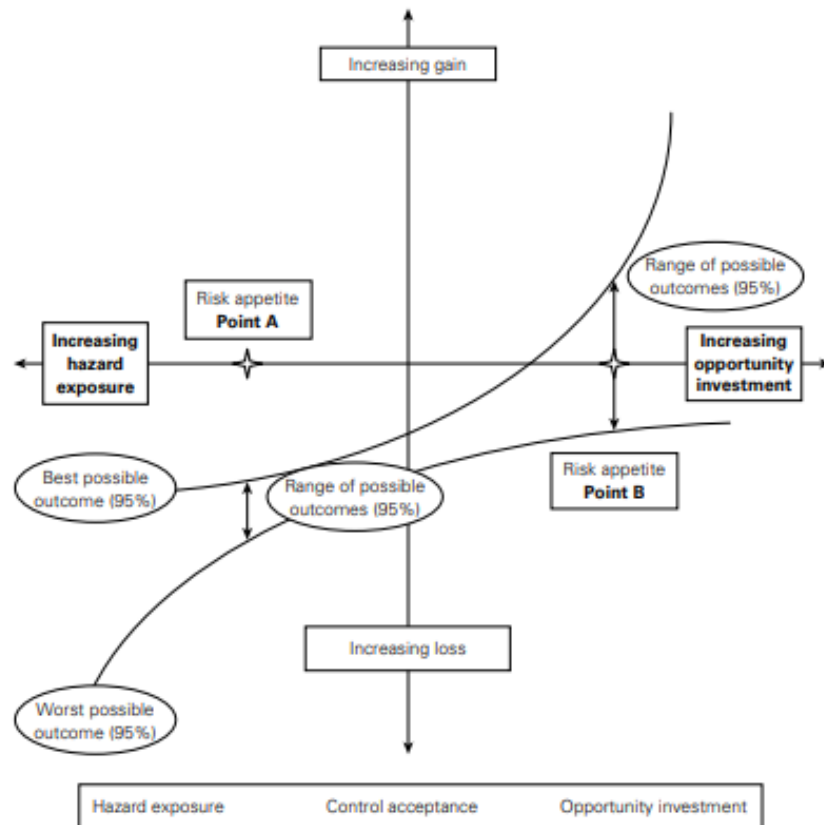 Increasing gain
Range of possible
outcomes (95%)
Risk appetite
Point A
Increasing
hazard
exposure
Increasing
opportunity
investment
Best possible
outcome (95%)
Range of possible
outcomes (95%)
Risk appetite
Point B
Increasing loss
Worst possible
outcome (95%)
Hazard exposure Control acceptance Opportunity investment